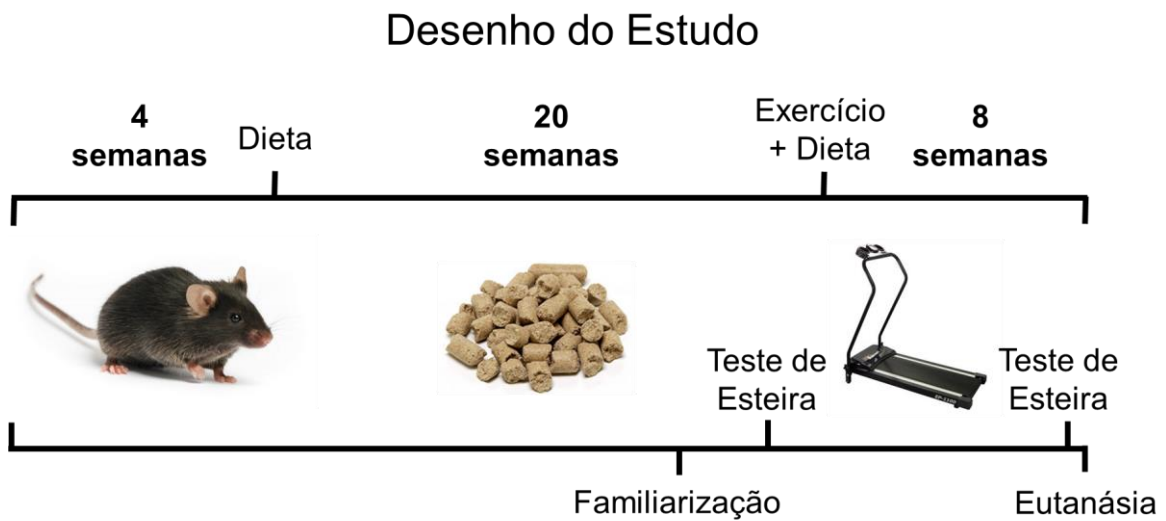 Desenho do Estudo
4
semanas
Dieta
20
semanas
Exercício
+ Dieta
8
semanas
Teste de
Esteira
Teste de
Esteira
Familiarização
Eutanásia